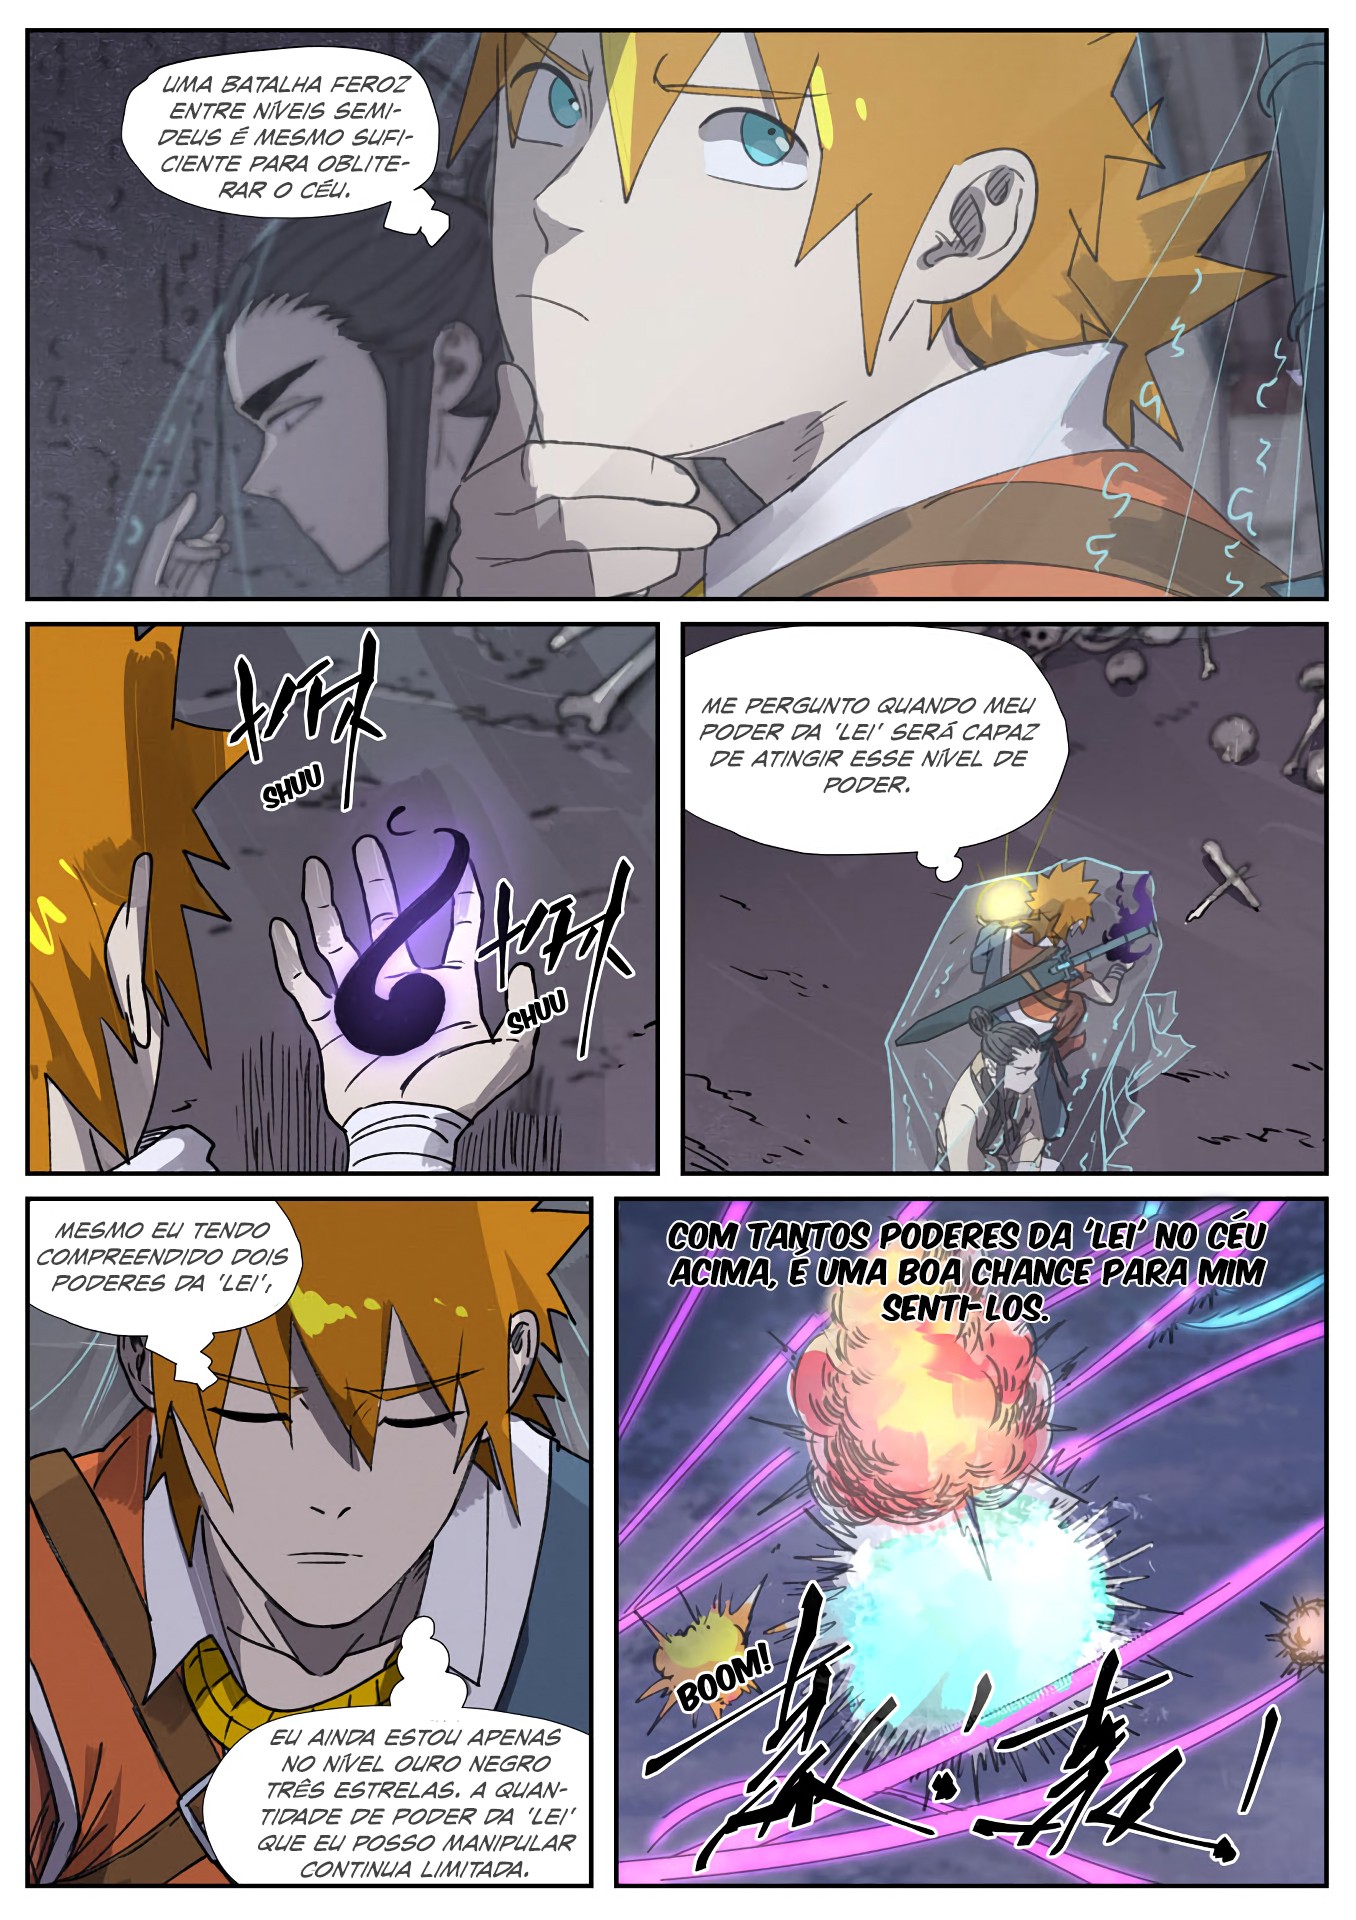 UMA BATALHA FEROZ
ENTRE NÍVEIS SEMI-
DEUS É MESMO SUFI-
CIENTE PARA OBLITE-
RAR O CÉU.
SHUU
SHUU
ME PERGUNTO QUANDO MEU
PODER DA 'LEI' SERÁ CAPAZ
DE ATINGIR ESSE NÍVEL DE
PODER.
MESMO EU TENDO
COMPREENDIDO DOIS
PODERES DA 'LEI',
EU AINDA ESTOU APENAS
NO NÍVEL OURO NEGRO
TRÊS ESTRELAS. A QUAN-
TIDADE DE PODER DA 'LEI'
QUE EU POSSO MANIPULAR
CONTINUA LIMITADA.
COM TANTOS PODERES DA 'LEI' NO CÉU
ACIMA, É UMA BOA CHANCE PARA MIM
SENTI-LOS.
BOOM!